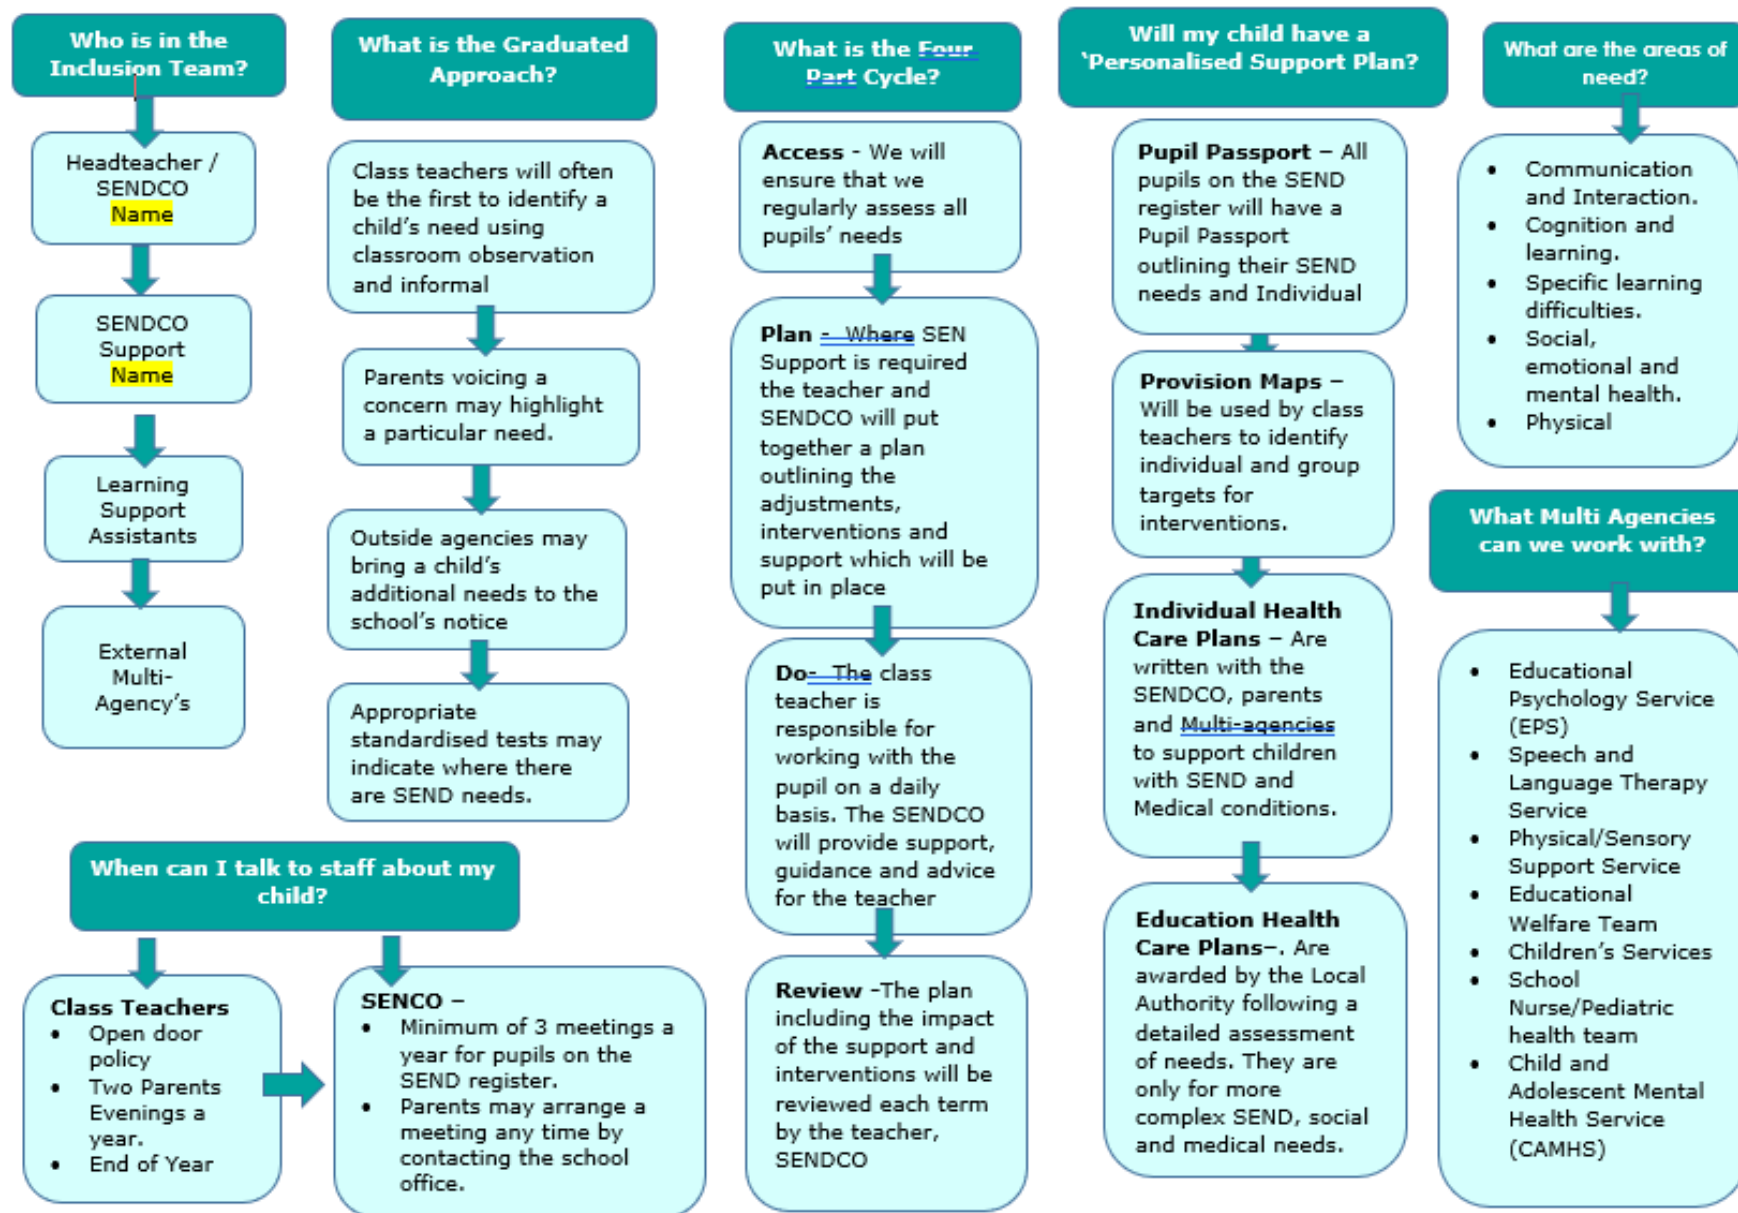 Who is in the
Inclusion Team?
Headteacher /
SENDCO
Name
SENDCO
Support
Name
Learning
Support
Assistants
External
Multi-
Agency's
What is the Graduated
Approach?
Class teachers will often
be the first to identify a
child's need using
classroom observation
and informal
Parents voicing a
concern may highlight
a particular need.
Outside agencies may
bring a child's
additional needs to the
school's notice
Appropriate
standardised tests may
indicate where there
are SEND needs.
When can I talk to staff about my
child?
Class Teachers
• Open door
policy
• Two Parents
Evenings a
year.
• End of Year
SENCO –
• Minimum of 3 meetings a
year for pupils on the
SEND register.
• Parents may arrange a
meeting any time by
contacting the school
office.
What is the Four
Part Cycle?
Access - We will
ensure that we
regularly assess all
pupils' needs
Plan - Where SEN
Support is required
the teacher and
SENDCO will put
together a plan
outlining the
adjustments,
interventions and
support which will be
put in place
Do- The class
teacher is
responsible for
working with the
pupil on a daily
basis. The SENDCO
will provide support,
guidance and advice
for the teacher
Review -The plan
including the impact
of the support and
interventions will be
reviewed each term
by the teacher,
SENDCO
Will my child have a
'Personalised Support Plan?
Pupil Passport – All
pupils on the SEND
register will have a
Pupil Passport
outlining their SEND
needs and Individual
Provision Maps –
Will be used by class
teachers to identify
individual and group
targets for
interventions.
Individual Health
Care Plans – Are
written with the
SENDCO, parents
and Multi-agencies
to support children
with SEND and
Medical conditions.
Education Health
Care Plans–. Are
awarded by the Local
Authority following a
detailed assessment
of needs. They are
only for more
complex SEND, social
and medical needs.
What are the areas of
need?
• Communication
and Interaction.
• Cognition and
learning.
• Specific learning
difficulties.
• Social,
emotional and
mental health.
• Physical
What Multi Agencies
can we work with?
• Educational
Psychology Service
(EPS)
• Speech and
Language Therapy
Service
• Physical/Sensory
Support Service
• Educational
Welfare Team
• Children's Services
• School
Nurse/Pediatric
health team
• Child and
Adolescent Mental
Health Service
(CAMHS)